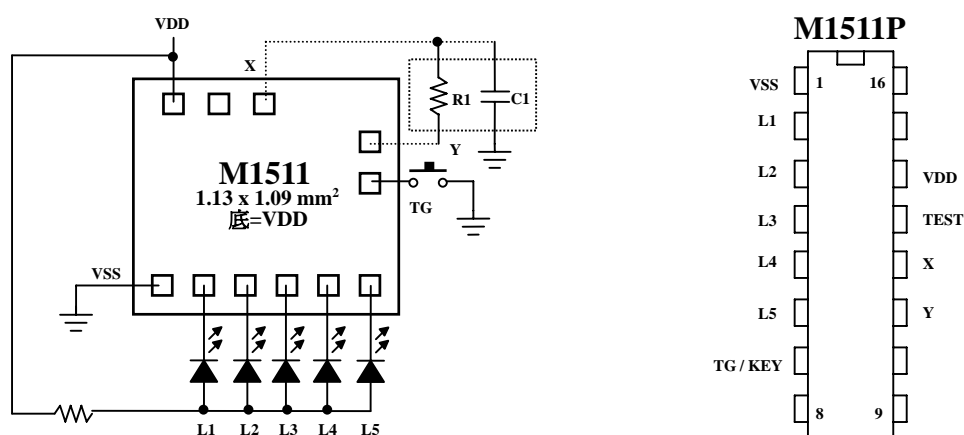 VDD
X
R1
C1
Y
M1511
1.13 x 1.09 mm²
底=VDD
TG
VSS
L1 L2 L3 L4 L5
M1511P
VSS 1 16
L1
L2 VDD
L3 TEST
L4 X
L5 Y
TG / KEY
8 9